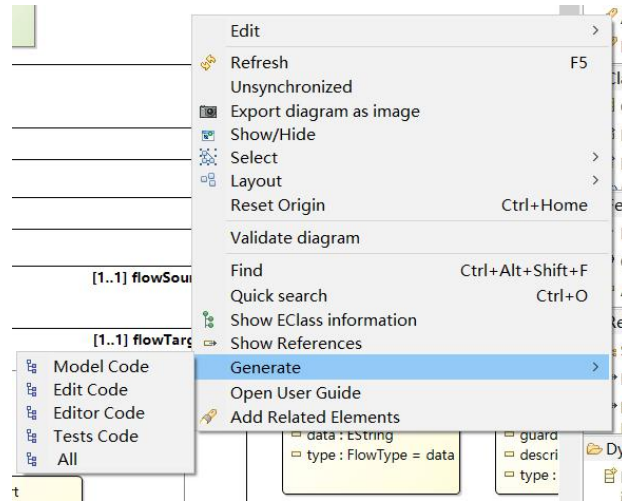 Edit
Refresh F5
Unsynchronized
Export diagram as image
Show/Hide
Select
Layout
Reset Origin Ctrl+Home
Validate diagram
Find Ctrl+Alt+Shift+F
Quick search Ctrl+O
Show EClass information
Show References
Generate
Open User Guide
Add Related Elements
[1..1] flowSou
[1..1] flowTarg
Model Code
Edit Code
Editor Code
Tests Code
All
data : EString
type : FlowType = data
guard
descri
type :
Dy